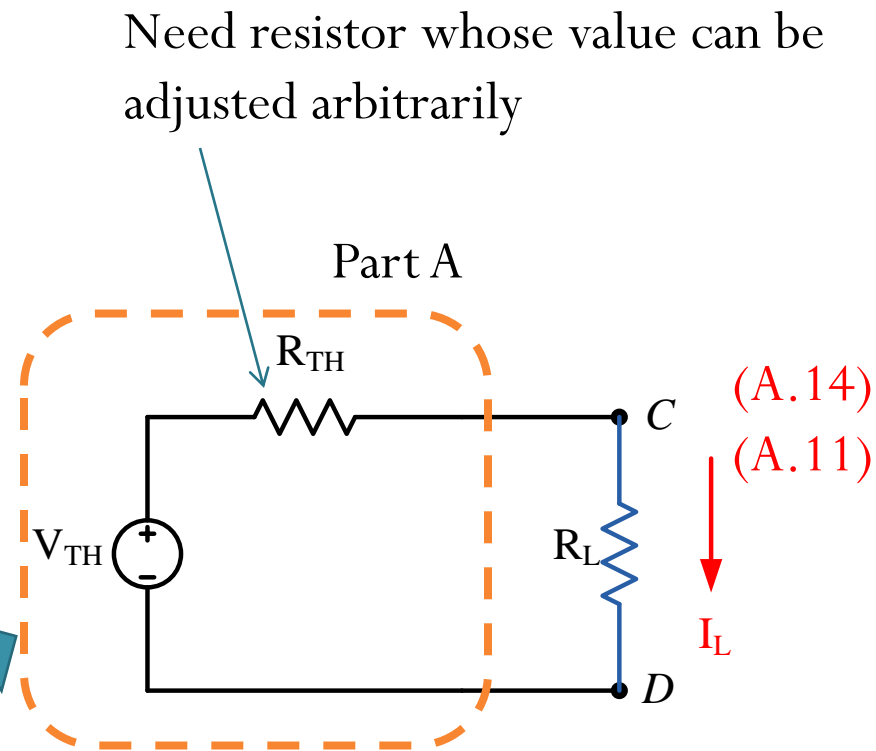 Need resistor whose value can be
adjusted arbitrarily
Part A
RTH
C
(A.14)
(A.11)
VTH
+
−
RL
IL
D